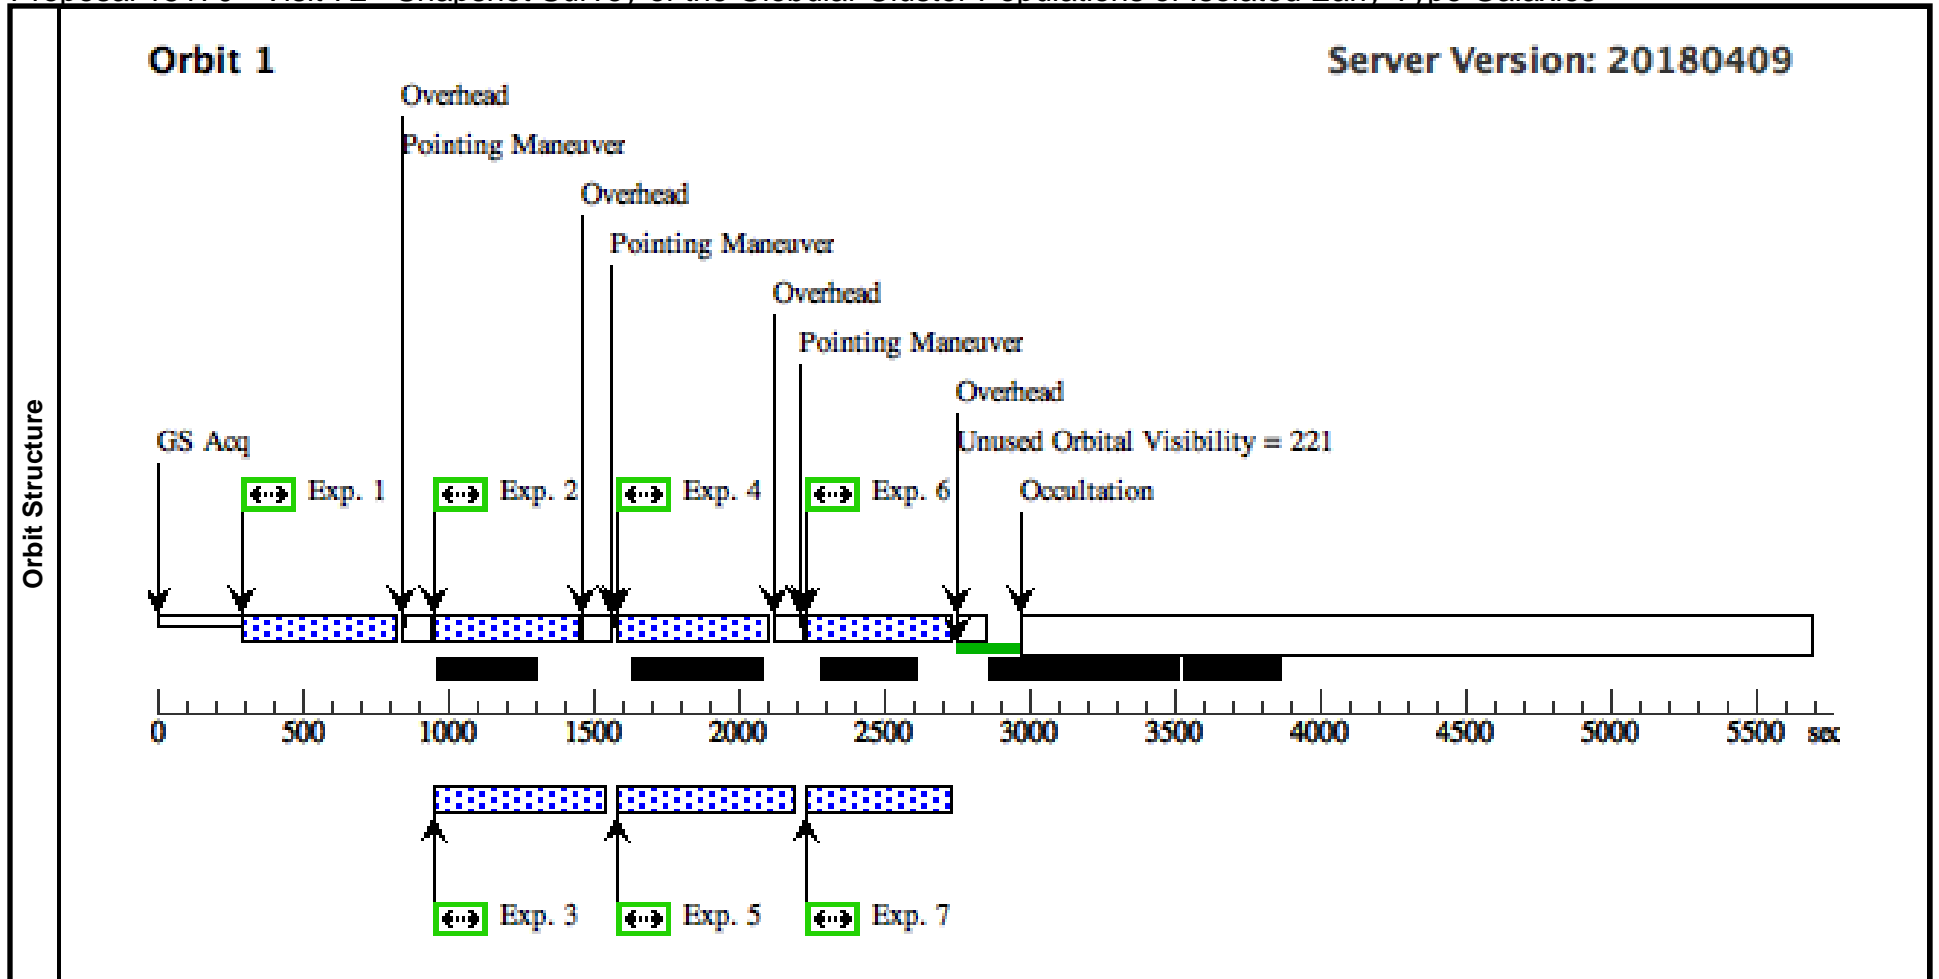 Orbit 1
Server Version: 20180409
Overhead
Pointing Maneuver
Overhead
Pointing Maneuver
Overhead
Pointing Maneuver
Overhead
GS Acq
Unused Orbital Visibility = 221
Exp. 1
Exp. 2
Exp. 4
Exp. 6
Occultation
Orbit Structure
0 500 1000 1500 2000 2500 3000 3500 4000 4500 5000 5500 sec
Exp. 3
Exp. 5
Exp. 7